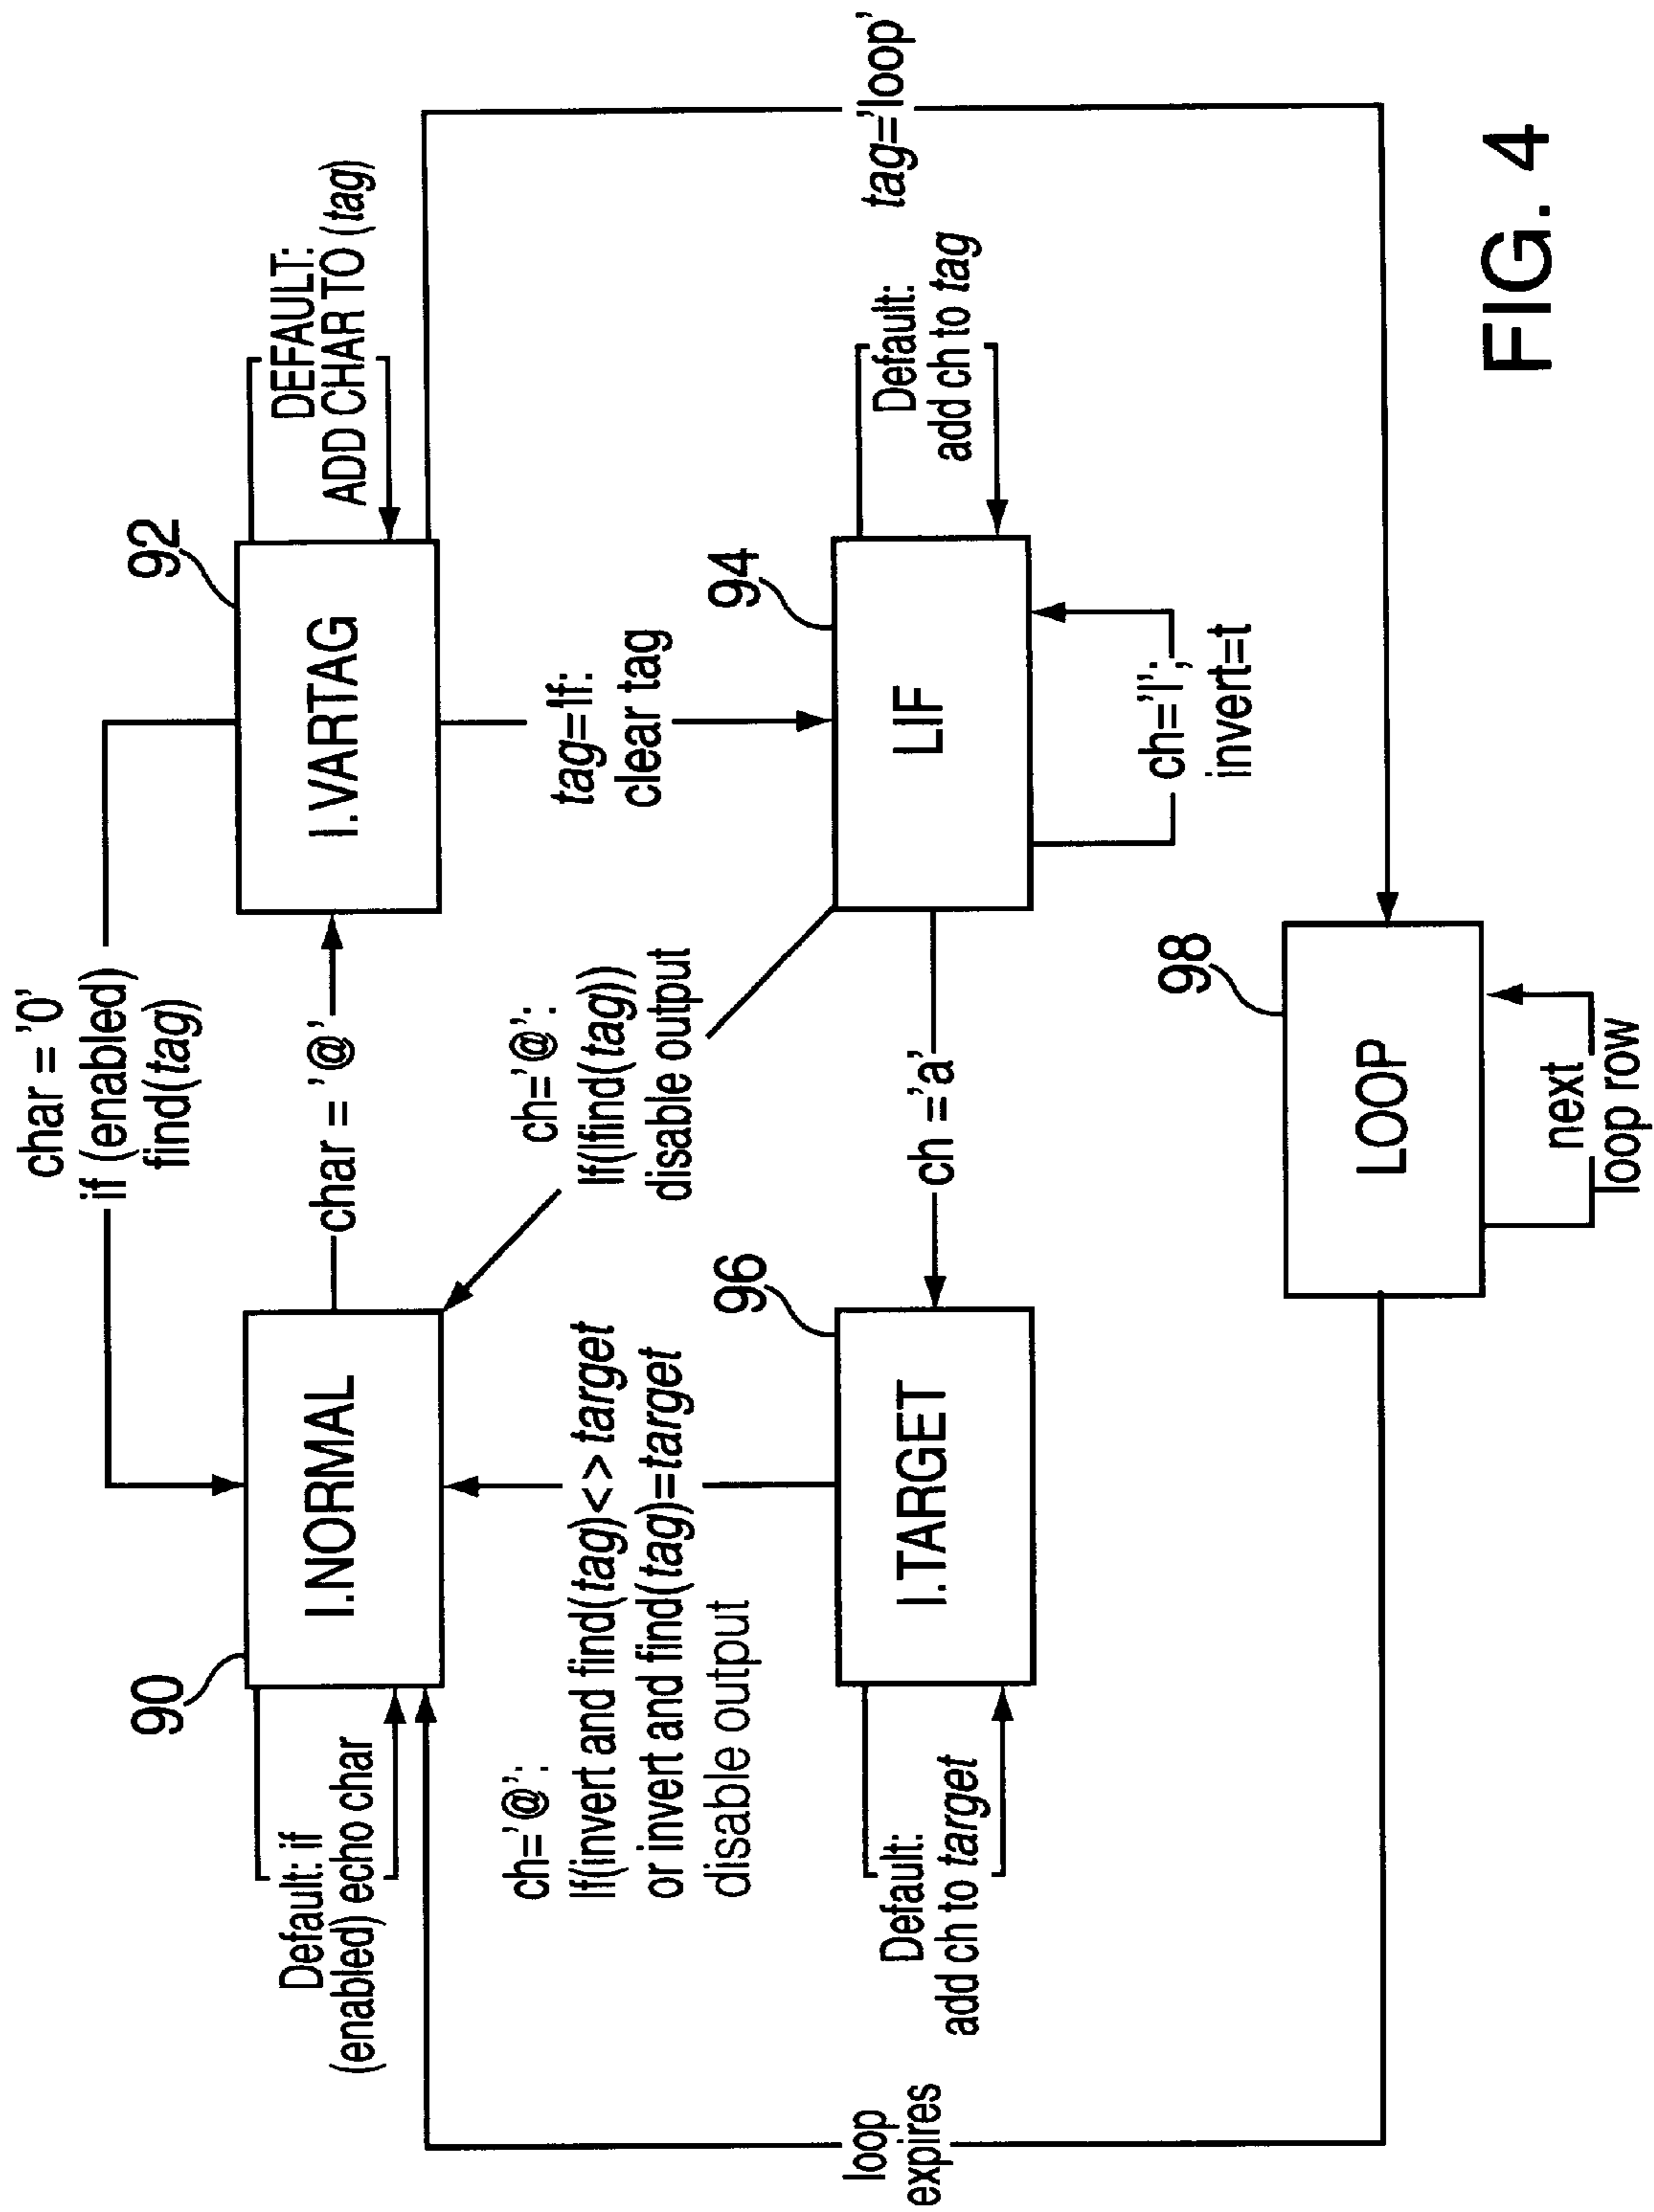 char = '0'
if (enabled)
find(tag)
90
92
Default: if
(enabled) echo char
I.NORMAL
char = '@'
I.VARTAG
DEFAULT:
ADD CHAR TO (tag)
ch='@':
If(invert and find(tag)<>target
or invert and find(tag)=target
disable output
ch='@':
If(!find(tag))
disable output
tag='If:
clear tag
loop
expires
96
94
tag='loop'
Default:
add ch to target
I.TARGET
ch ='a'
I.IF
Default:
add ch to tag
ch='!':
invert=t
98
LOOP
next
loop row
FIG. 4